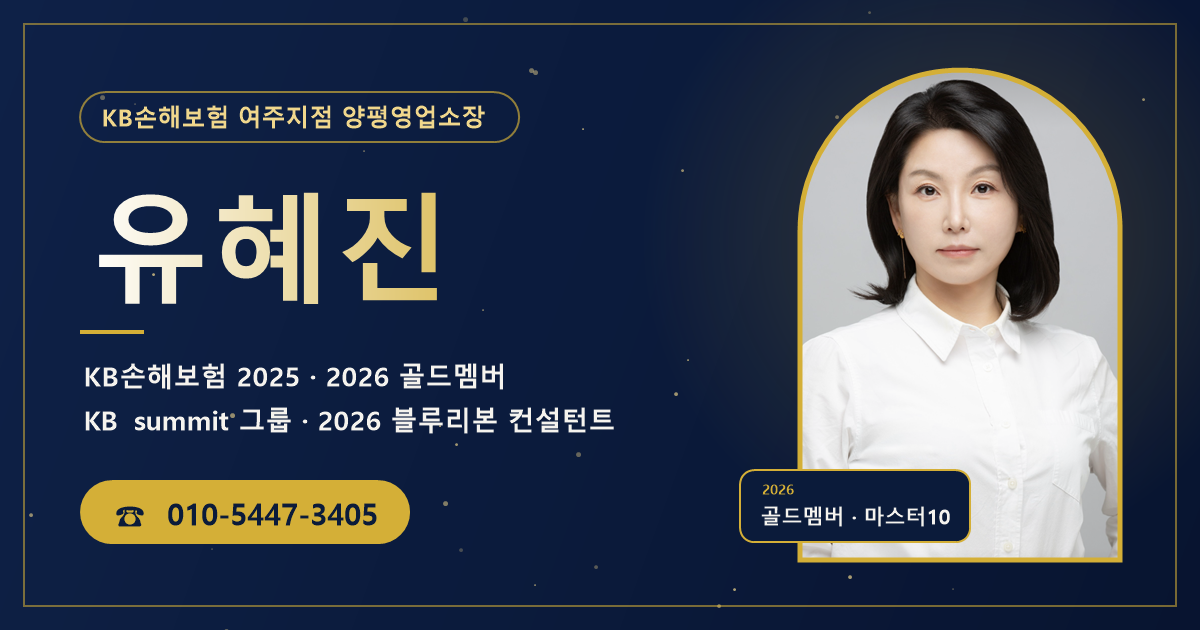 KB손해보험 여주지점 양평영업소장
유혜진
KB손해보험 2025 · 2026 골드멤버
KB summit 그룹 · 2026 블루리본 컨설턴트
☎ 010-5447-3405
2026
골드멤버 · 마스터10